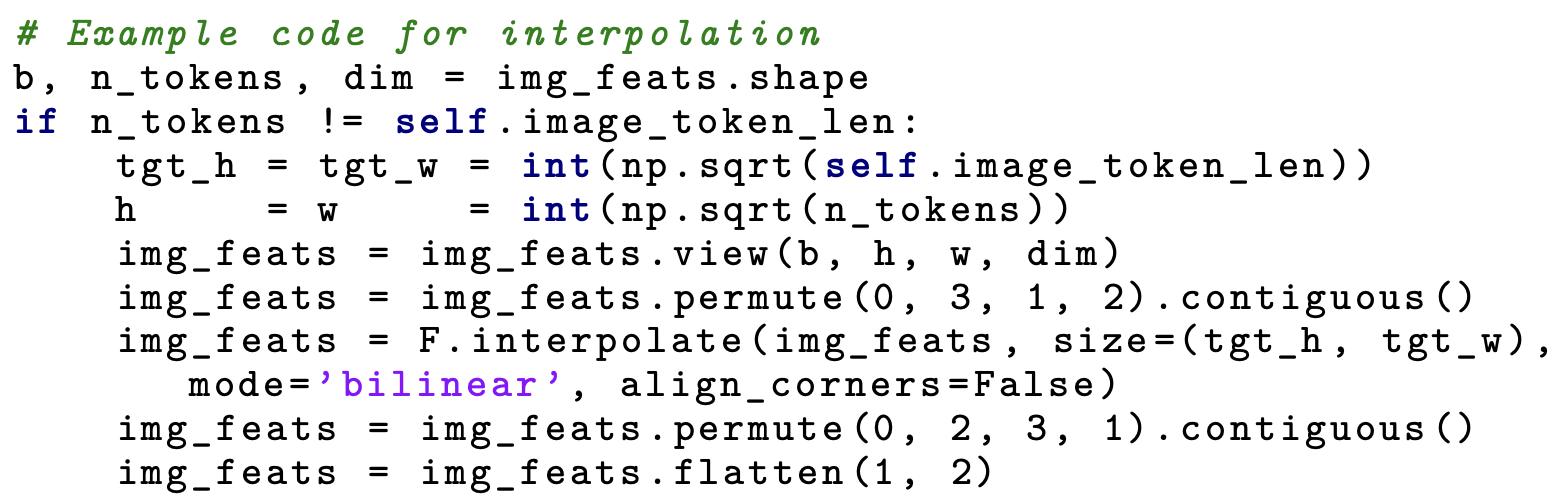 # Example code for interpolation
b, n_tokens, dim = img_feats.shape
if n_tokens != self.image_token_len:
    tgt_h = tgt_w = int(np.sqrt(self.image_token_len))
    h     = w     = int(np.sqrt(n_tokens))
    img_feats = img_feats.view(b, h, w, dim)
    img_feats = img_feats.permute(0, 3, 1, 2).contiguous()
    img_feats = F.interpolate(img_feats, size=(tgt_h, tgt_w),
       mode=’bilinear’, align_corners=False)
    img_feats = img_feats.permute(0, 2, 3, 1).contiguous()
    img_feats = img_feats.flatten(1, 2)